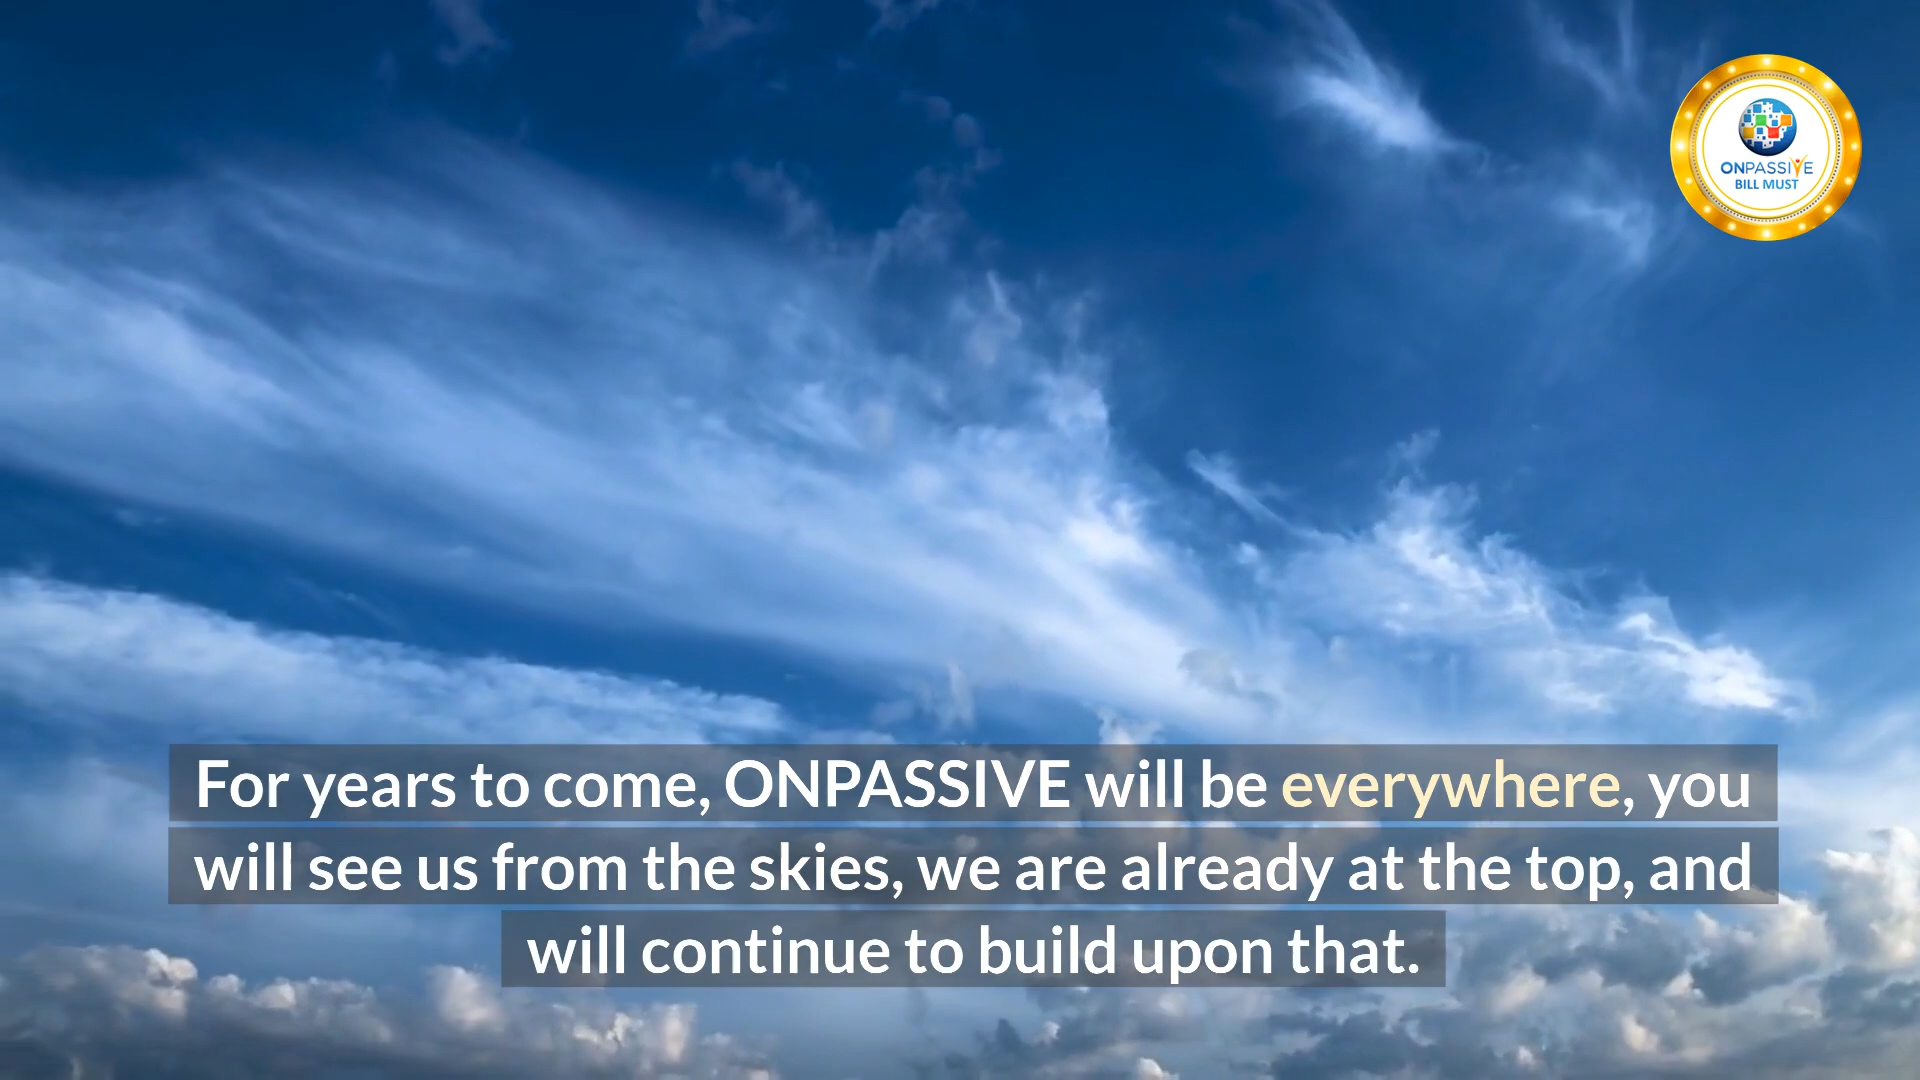 ONPASSIVE
BILL MUST
For years to come, ONPASSIVE will be everywhere, you
will see us from the skies, we are already at the top, and
will continue to build upon that.